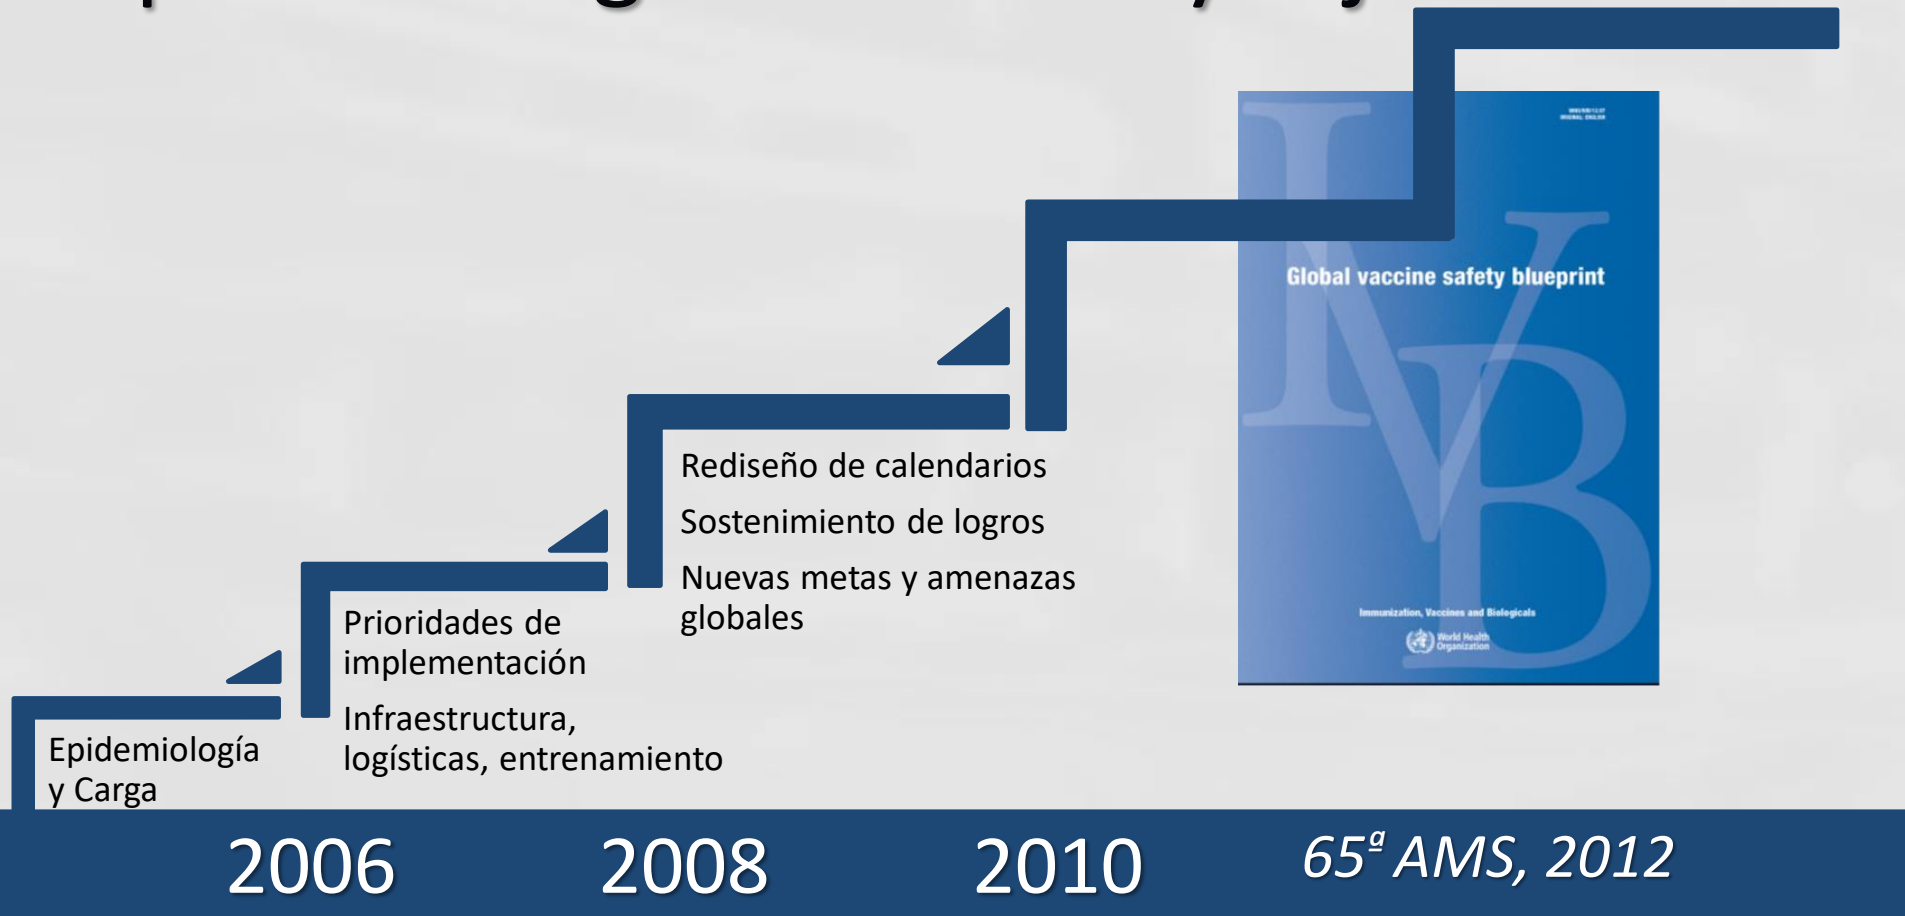 Global vaccine safety blueprint
Immunization, Vaccines and Biologicals
World Health
Organization
IVB
Rediseño de calendarios
Sostenimiento de logros
Nuevas metas y amenazas
globales
Prioridades de
implementación
Infraestructura,
logísticas, entrenamiento
Epidemiología
y Carga
2006
2008
2010
65ª AMS, 2012